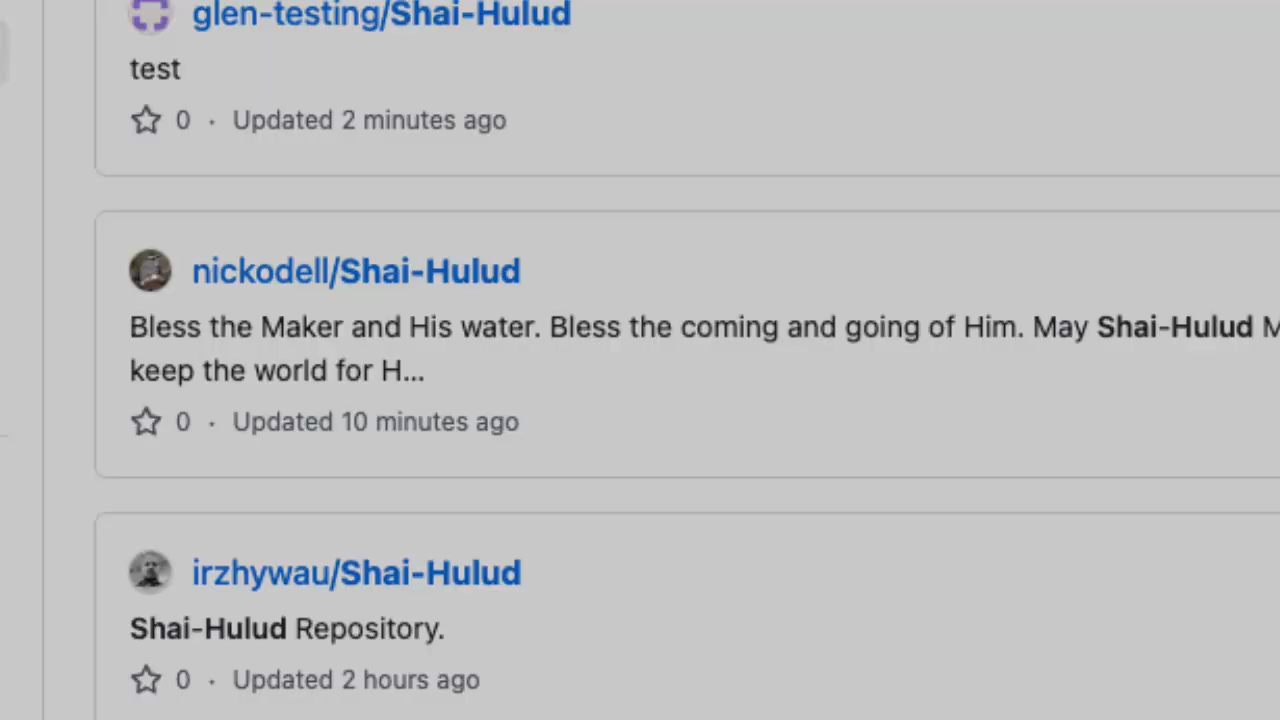 glen-testing/Shai-Hulud
test
0 · Updated 2 minutes ago
nickodell/Shai-Hulud
Bless the Maker and His water. Bless the coming and going of Him. May Shai-Hulud M
keep the world for H...
0 · Updated 10 minutes ago
irzhywau/Shai-Hulud
Shai-Hulud Repository.
0 · Updated 2 hours ago